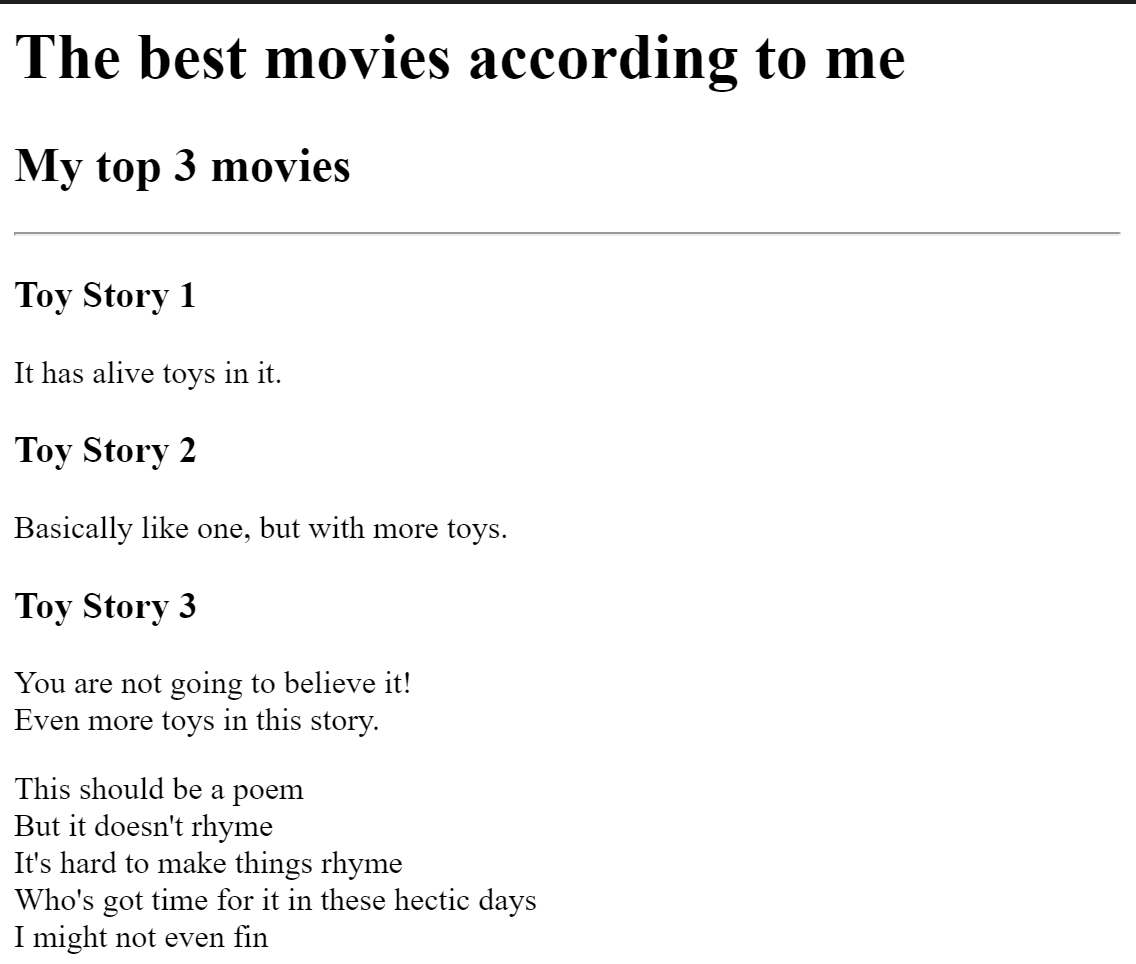 The best movies according to me
My top 3 movies
Toy Story 1
It has alive toys in it.
Toy Story 2
Basically like one, but with more toys.
Toy Story 3
You are not going to believe it!
Even more toys in this story.
This should be a poem
But it doesn't rhyme
It's hard to make things rhyme
Who's got time for it in these hectic days
I might not even fin